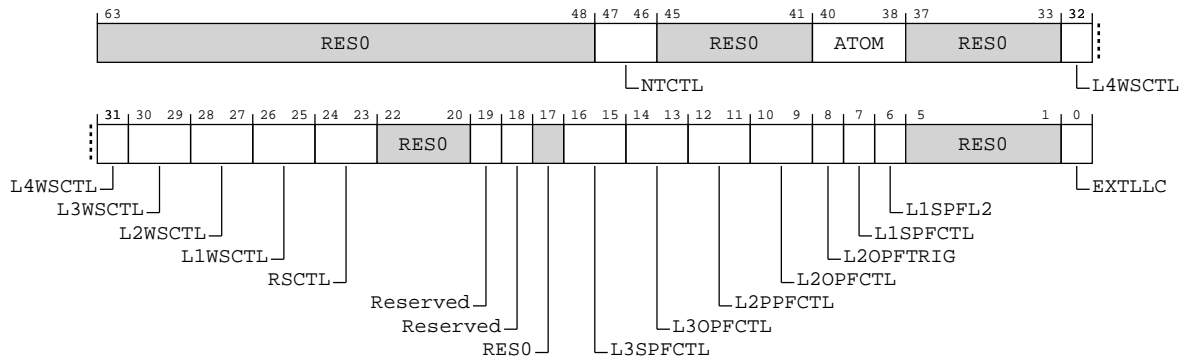 63 48 47 46 45 41 40 38 37 33 32
RES0 RES0 ATOM RES0
NTCTL L4WSCTL
31 30 29 28 27 26 25 24 23 22 20 19 18 17 16 15 14 13 12 11 10 9 8 7 6 5 1 0
RES0 RES0
L4WSCTL EXTLLC
L3WSCTL L1SPFL2
L2WSCTL L1SPFCTL
L1WSCTL L2OPFTRIG
RSCTL L2OPFCTL
Reserved L2PPFCTL
Reserved L3OPFCTL
RES0 L3SPFCTL